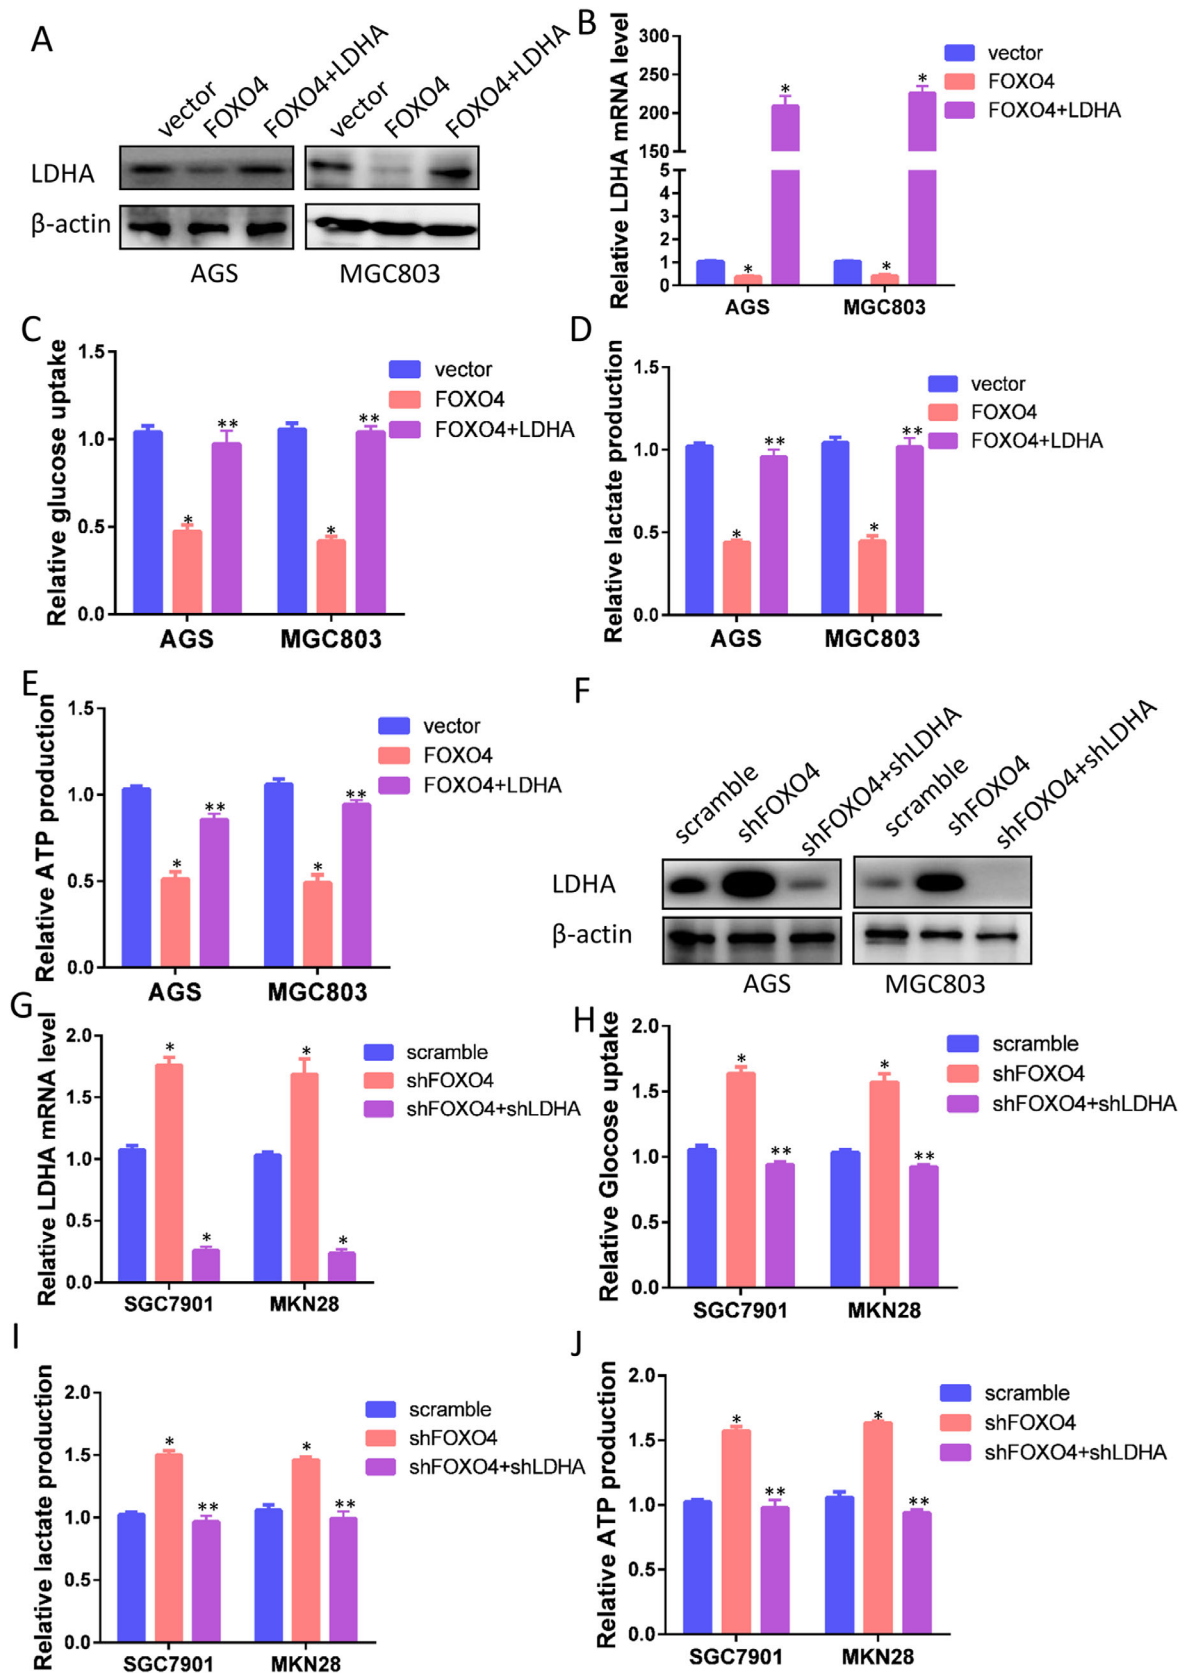 A
vector
FOXO4
FOXO4+LDHA
vector
FOXO4
FOXO4+LDHA
LDHA
β-actin
AGS
MGC803
B
Relative LDHA mRNA level
300
250
200
150
5
4
3
2
1
0
*
*
*
*
AGS
MGC803
vector
FOXO4
FOXO4+LDHA
C
Relative glucose uptake
1.5
1.0
0.5
0.0
*
**
*
**
AGS
MGC803
vector
FOXO4
FOXO4+LDHA
D
Relative lactate production
1.5
1.0
0.5
0.0
*
**
*
**
AGS
MGC803
vector
FOXO4
FOXO4+LDHA
E
Relative ATP production
1.5
1.0
0.5
0.0
*
**
*
**
AGS
MGC803
vector
FOXO4
FOXO4+LDHA
F
scramble
shFOXO4
shFOXO4+shLDHA
scramble
shFOXO4
shFOXO4+shLDHA
LDHA
β-actin
AGS
MGC803
G
Relative LDHA mRNA level
2.0
1.5
1.0
0.5
0.0
*
*
*
*
SGC7901
MKN28
scramble
shFOXO4
shFOXO4+shLDHA
H
Relative Glocose uptake
2.0
1.5
1.0
0.5
0.0
*
**
*
**
SGC7901
MKN28
scramble
shFOXO4
shFOXO4+shLDHA
I
Relative lactate production
2.0
1.5
1.0
0.5
0.0
*
**
*
**
SGC7901
MKN28
scramble
shFOXO4
shFOXO4+shLDHA
J
Relative ATP production
2.0
1.5
1.0
0.5
0.0
*
**
*
**
SGC7901
MKN28
scramble
shFOXO4
shFOXO4+shLDHA